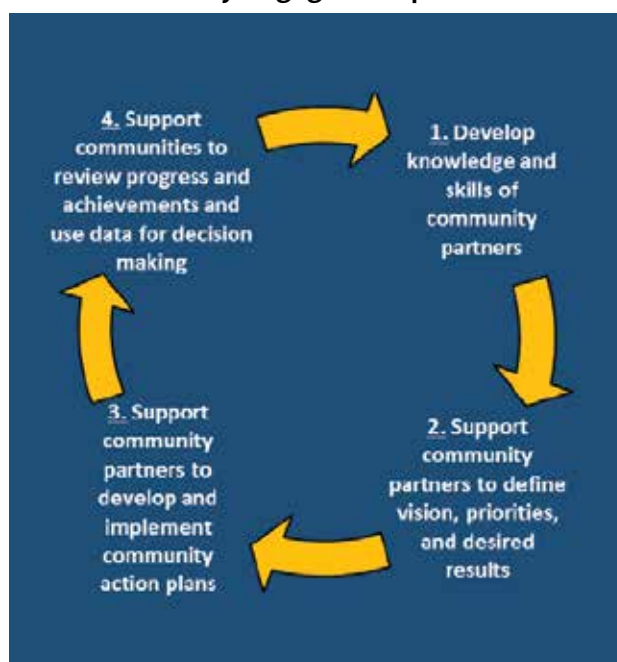 1. Develop
knowledge and
skills of
community
partners
2. Support
community
partners to define
vision, priorities,
and desired
results
3. Support
community
partners to
develop and
implement
community
action plans
4. Support
communities to
review progress and
achievements and
use data for decision
making